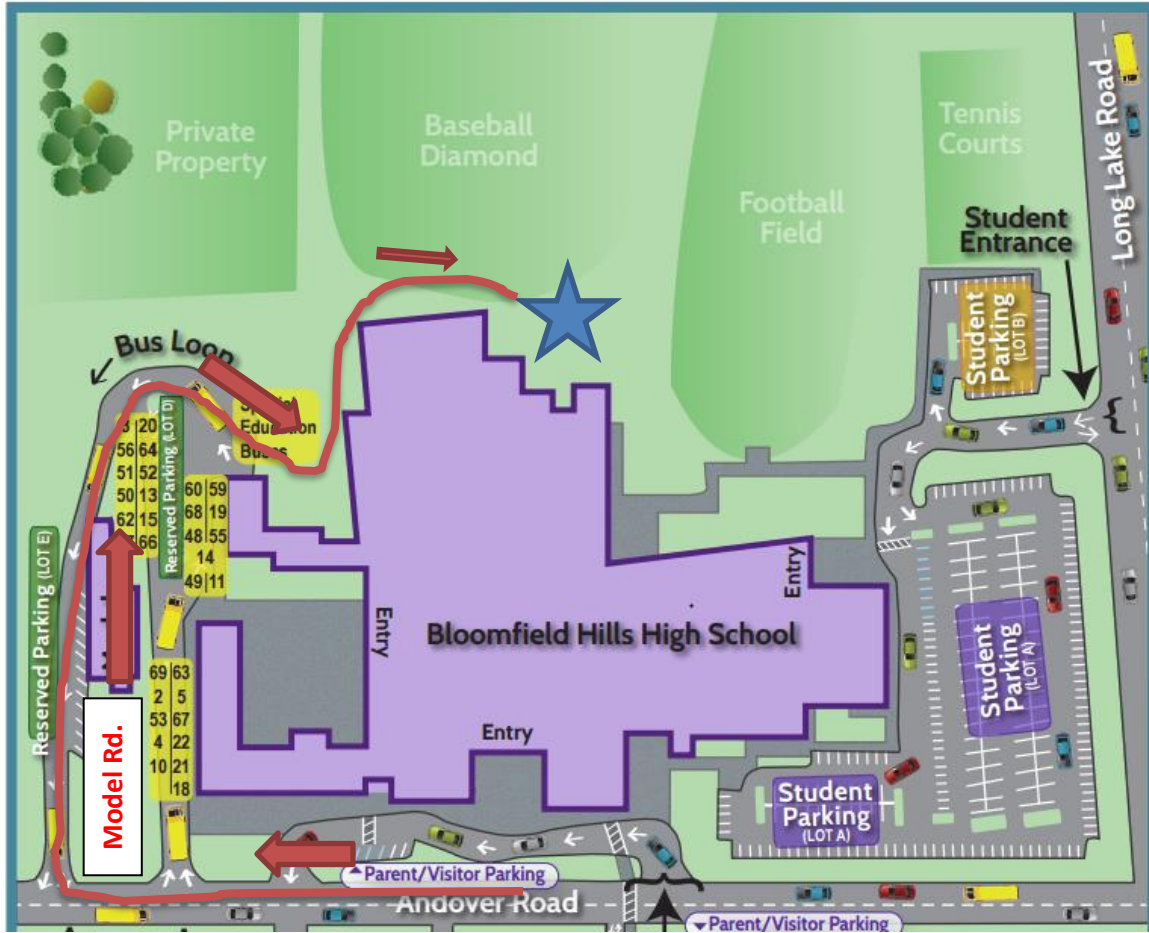 Private
Property
Baseball
Diamond
Tennis
Courts
Football
Field
Long Lake Road
Student
Entrance
Student
Parking
(LOT B)
Bus Loop
Education
20
56 64
51 52
50 13
62 15
66
Reserved Parking (LOT D)
60 59
68 19
48 55
14
49 11
Reserved Parking (LOT E)
69 63
2 5
53 67
4 22
10 21
18
Model Rd.
Entry
Entry
Bloomfield Hills High School
Entry
Student
Parking
(LOT A)
Student
Parking
(LOT A)
Parent/Visitor Parking
Andover Road
Parent/Visitor Parking